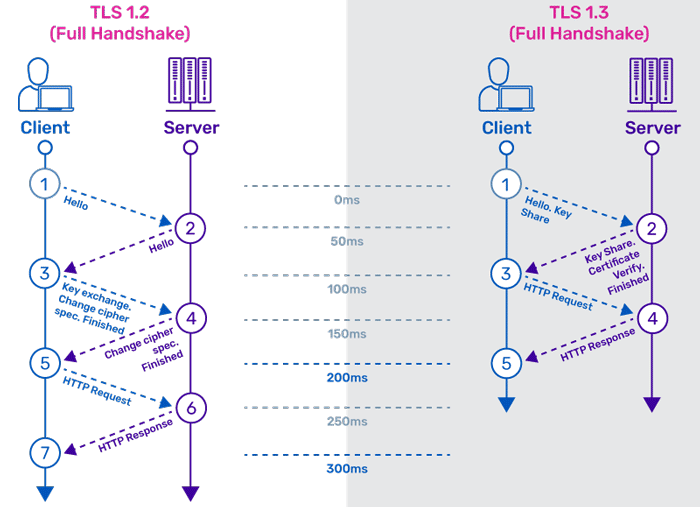 TLS 1.2
(Full Handshake)
Client
Server
1
Hello
2
Hello
3
Key exchange.
Change cipher
spec. Finished
4
Change cipher
spec.
Finished
5
HTTP Request
6
HTTP Response
7
0ms
50ms
100ms
150ms
200ms
250ms
300ms
TLS 1.3
(Full Handshake)
Client
Server
1
Hello. Key
Share
2
Key Share.
Certificate
Verify.
Finished
3
HTTP Request
4
HTTP Response
5